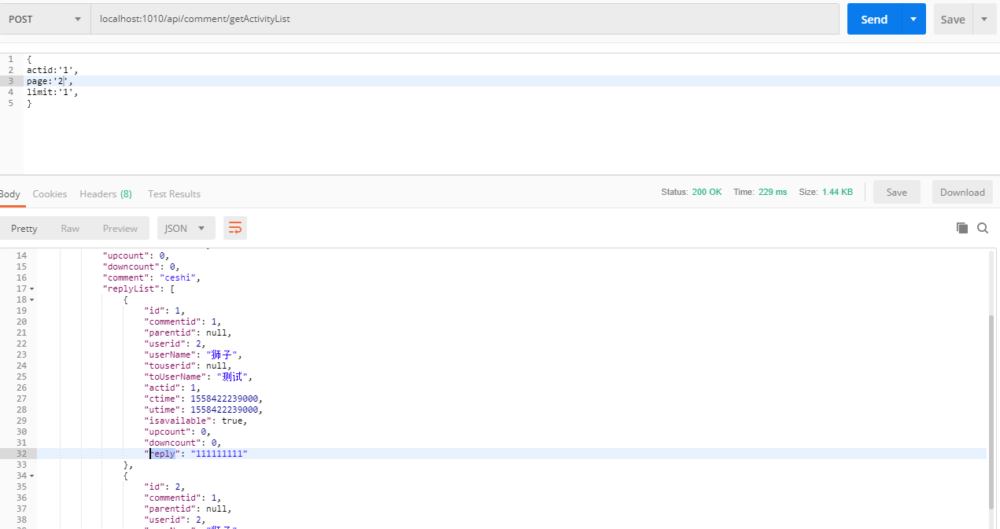 POST localhost:1010/api/comment/getActivityList Send Save
1 {
2 actid:'1',
3 page:'2',
4 limit:'1',
5 }
Body Cookies Headers (8) Test Results Status: 200 OK Time: 229 ms Size: 1.44 KB Save Download
Pretty Raw Preview JSON
14 "upcount": 0,
15 "downcount": 0,
16 "comment": "ceshi",
17 "replyList": [
18 {
19 "id": 1,
20 "commentid": 1,
21 "parentid": null,
22 "userid": 2,
23 "userName": "狮子",
24 "touserid": null,
25 "toUserName": "测试",
26 "actid": 1,
27 "ctime": 1558422239000,
28 "utime": 1558422239000,
29 "isavailable": true,
30 "upcount": 0,
31 "downcount": 0,
32 "reply": "111111111"
33 },
34 {
35 "id": 2,
36 "commentid": 1,
37 "parentid": null,
38 "userid": 2,